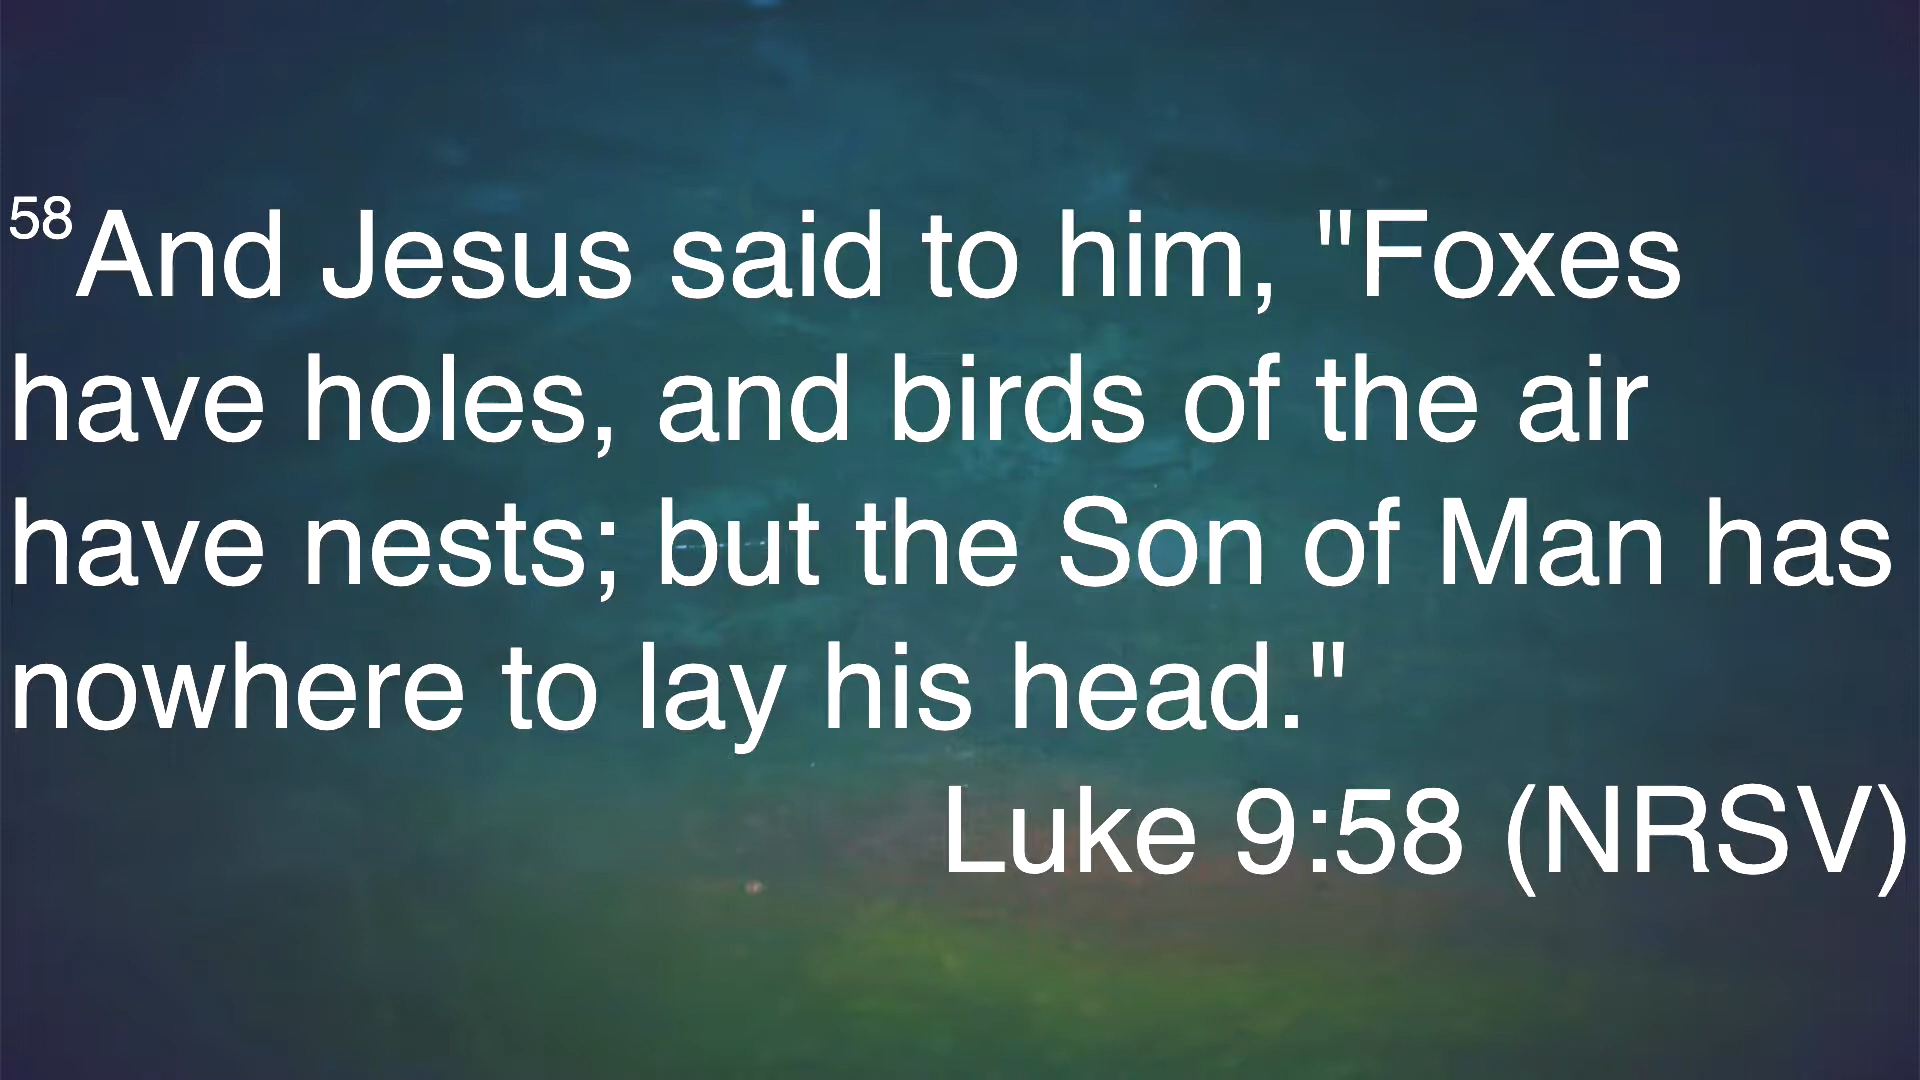 58And Jesus said to him, "Foxes
have holes, and birds of the air
have nests; but the Son of Man has
nowhere to lay his head."
Luke 9:58 (NRSV)